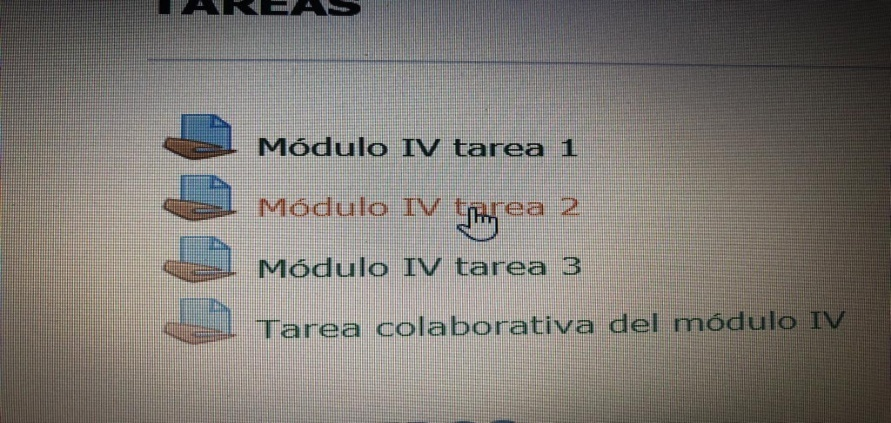 TAREAS
Módulo IV tarea 1
Módulo IV tarea 2
Módulo IV tarea 3
Tarea colaborativa del módulo IV